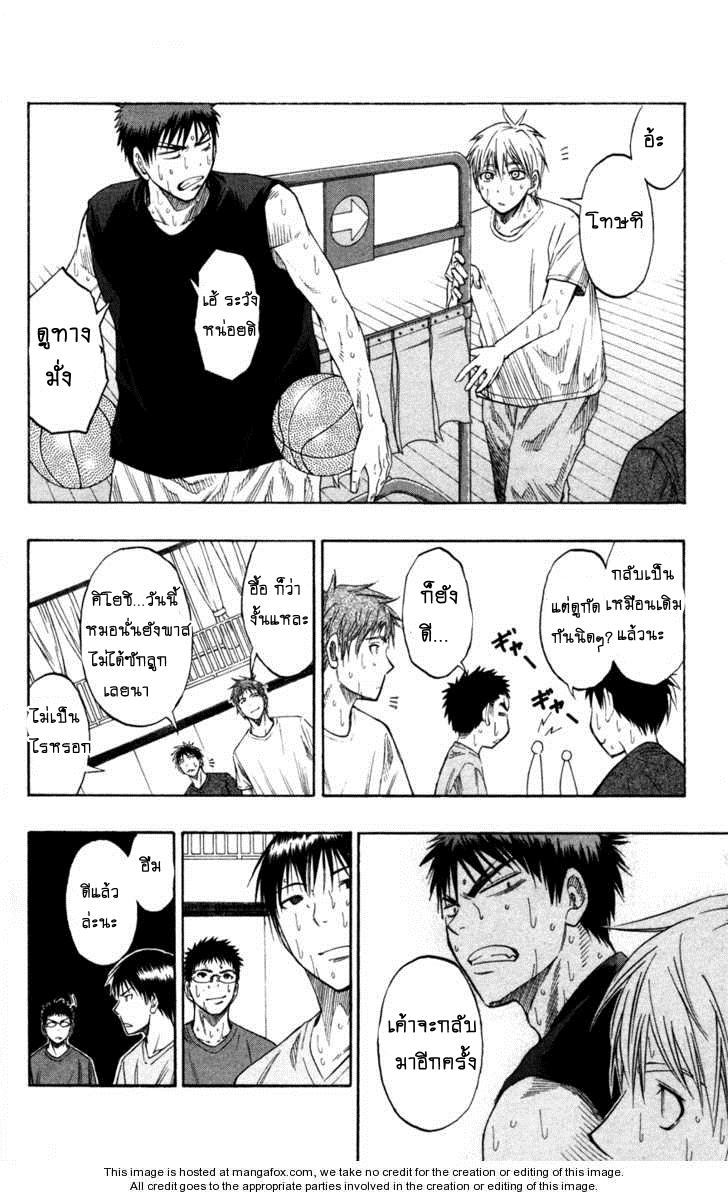 อ้ะ
โทษที
เฮ้ ระวัง
หน่อยดิ
ดูทาง
มั่ง
กลับเป็น
เหมือนเดิม
แล้วนะ
แต่ดูกัด
กันนิดๆ?
ก็ยัง
ดี...
ギャー
ギャー
อื้อ ก็ว่า
งั้นแหละ
คิโยชิ...วันนี้
หมอนั่นยังพาส
ไม่ได้ซักลูก
เลยนา
ไม่เป็น
ไรหรอก
อืม
ดีแล้ว
ล่ะนะ
เค้าจะกลับ
มาอีกครั้ง
This image is hosted at mangafox.com, we take no credit for the creation or editing of this image.
All credit goes to the appropriate parties involved in the creation or editing of this image.